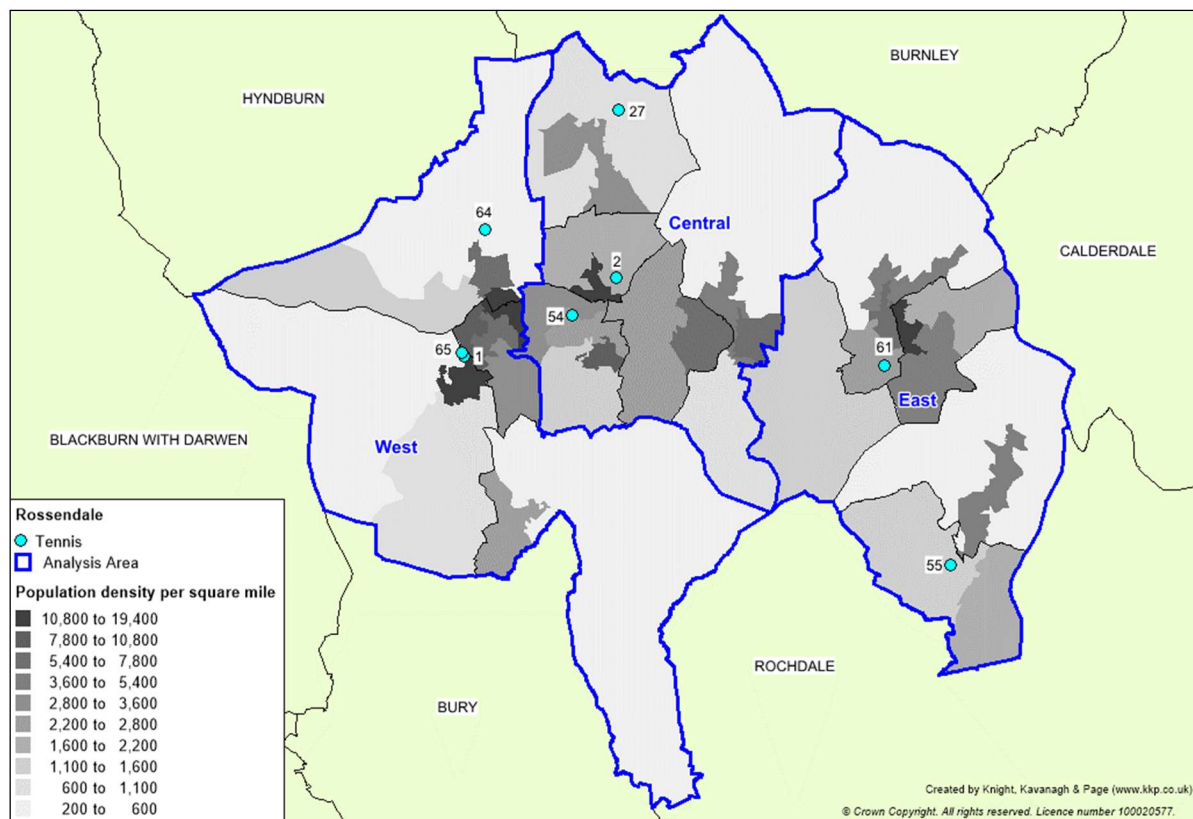 BURNLEY
HYNDBURN
27
64
Central
CALDERDALE
2
54
65
1
61
East
BLACKBURN WITH DARWEN
West
55
ROCHDALE
BURY
Rossendale
Tennis
Analysis Area
Population density per square mile
10,800 to 19,400
7,800 to 10,800
5,400 to 7,800
3,600 to 5,400
2,800 to 3,600
2,200 to 2,800
1,600 to 2,200
1,100 to 1,600
600 to 1,100
200 to 600
Created by Knight, Kavanagh & Page (www.kkp.co.uk)
© Crown Copyright. All rights reserved. Licence number 100020577.